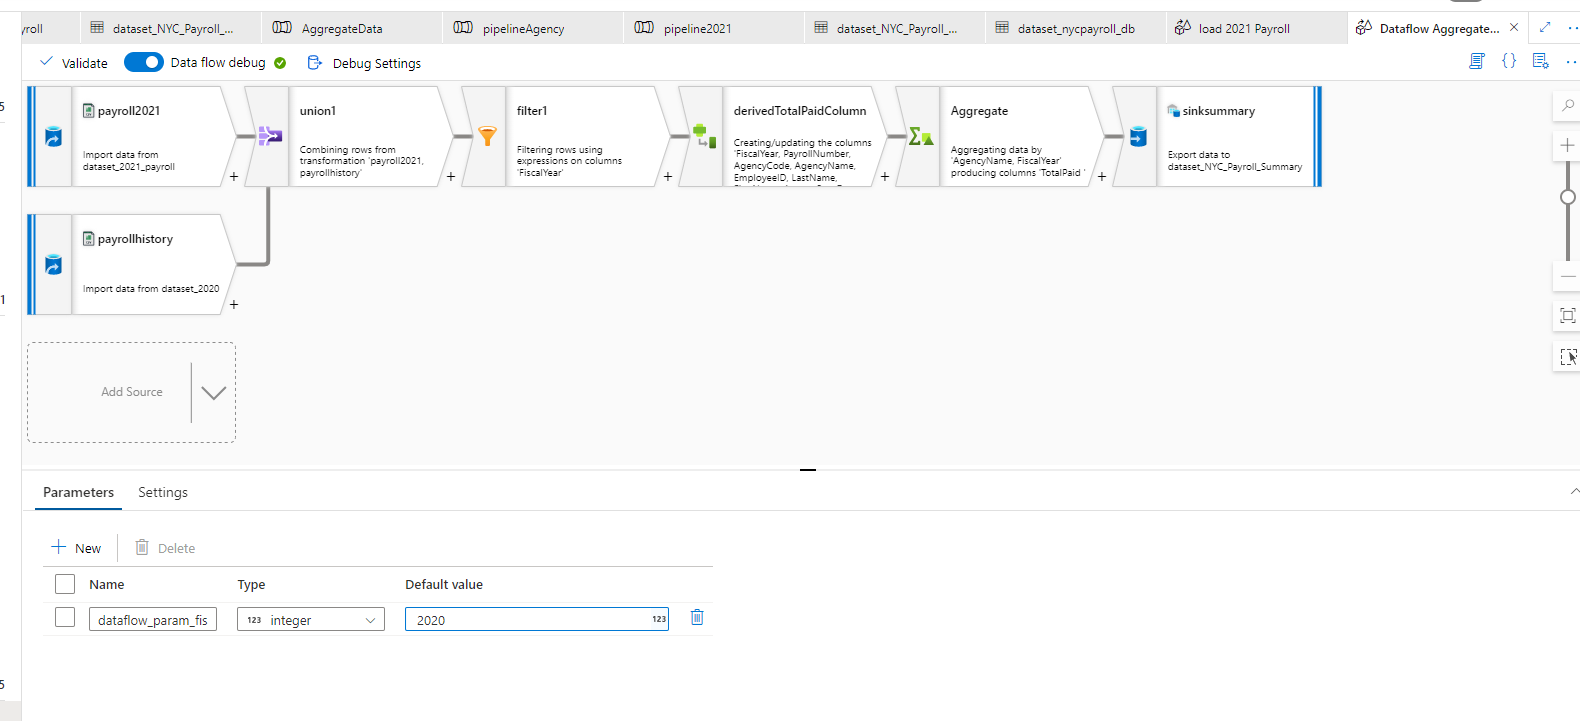 yroll
dataset_NYC_Payroll_...
AggregateData
pipelineAgency
pipeline2021
dataset_NYC_Payroll_...
dataset_nycpayroll_db
load 2021 Payroll
Dataflow Aggregate...
Validate
Data flow debug
Debug Settings
5
payroll2021
Import data from
dataset_2021_payroll
+
union1
Combining rows from
transformation 'payroll2021,
payrollhistory'
+
filter1
Filtering rows using
expressions on columns
'FiscalYear'
+
derivedTotalPaidColumn
Creating/updating the columns
'FiscalYear, PayrollNumber,
AgencyCode, AgencyName,
EmployeeID, LastName,
+
Aggregate
Aggregating data by
'AgencyName, FiscalYear'
producing columns 'TotalPaid '
+
sinksummary
Export data to
dataset_NYC_Payroll_Summary
payrollhistory
Import data from dataset_2020
+
1
Add Source
Parameters
Settings
New
Delete
Name
Type
Default value
dataflow_param_fis
123 integer
2020
123
5